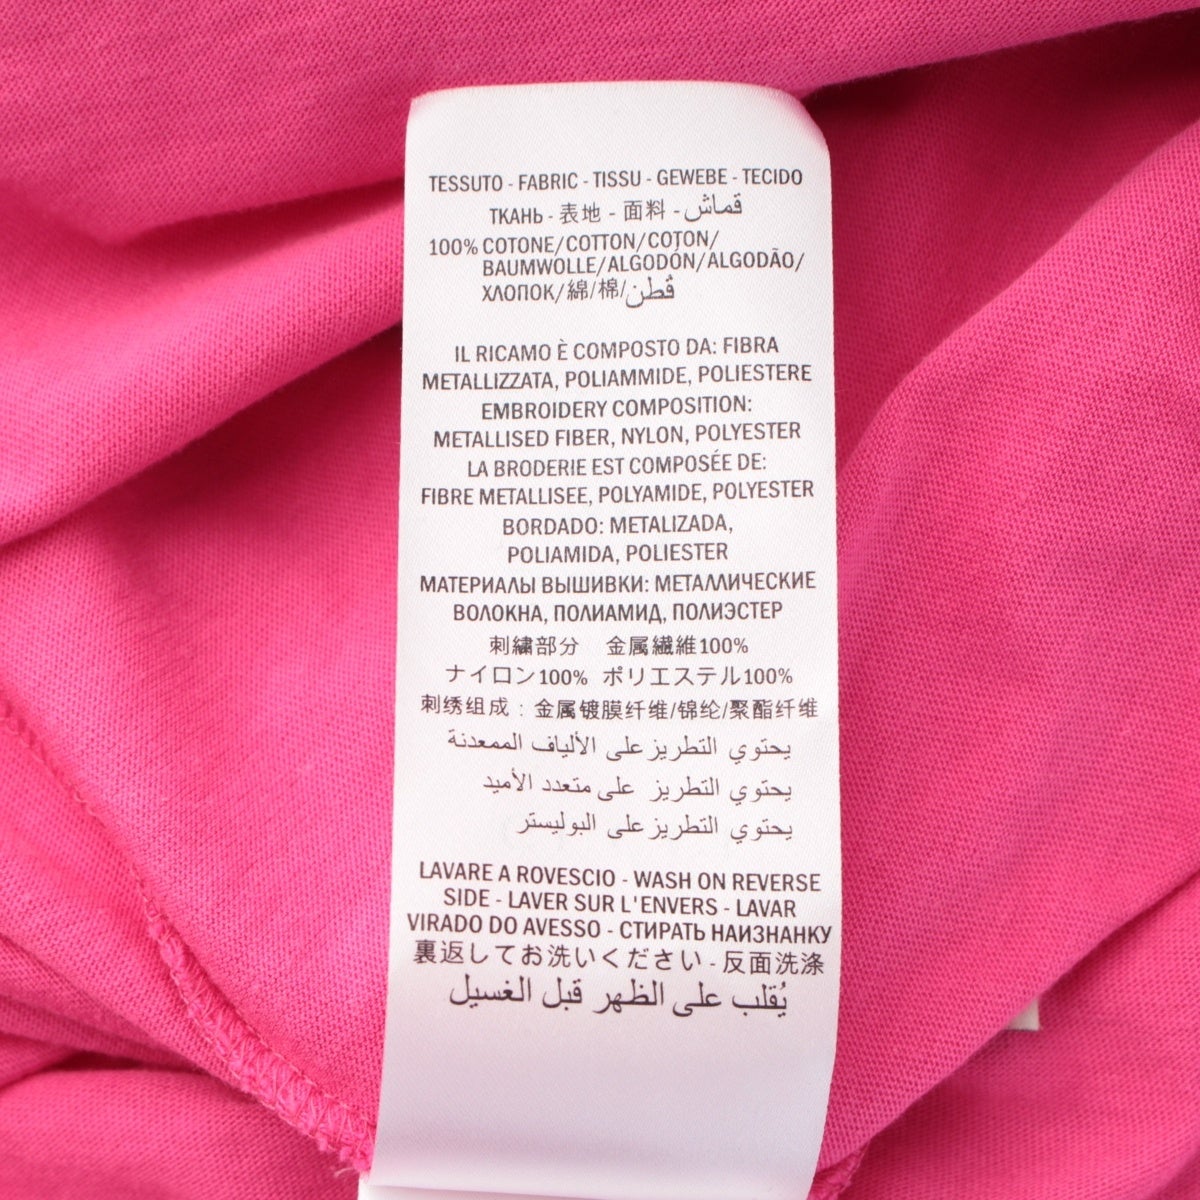 TESSUTO - FABRIC - TISSU - GEWEBE - TECIDO
ТКАНЬ - 表地 - 面料 - قماش
100% COTONE/COTTON/COTON/
BAUMWOLLE/ALGODÓN/ALGODÃO/
ХЛОПОК/綿/棉/قطن
IL RICAMO È COMPOSTO DA: FIBRA
METALLIZZATA, POLIAMMIDE, POLIESTERE
EMBROIDERY COMPOSITION:
METALLISED FIBER, NYLON, POLYESTER
LA BRODERIE EST COMPOSÉE DE:
FIBRE METALLISEE, POLYAMIDE, POLYESTER
BORDADO: METALIZADA,
POLIAMIDA, POLIESTER
МАТЕРИАЛЫ ВЫШИВКИ: МЕТАЛЛИЧЕСКИЕ
ВОЛОКНА, ПОЛИАМИД, ПОЛИЭСТЕР
刺繍部分　金属繊維100%
ナイロン100% ポリエステル100%
刺绣组成：金属镀膜纤维/锦纶/聚酯纤维
يحتوي التطريز على الألياف الممعدنة
يحتوي التطريز على متعدد الأميد
يحتوي التطريز على البوليستر
LAVARE A ROVESCIO - WASH ON REVERSE
SIDE - LAVER SUR L'ENVERS - LAVAR
VIRADO DO AVESSO - СТИРАТЬ НАИЗНАНКУ
裏返してお洗いください - 反面洗涤
يُقلب على الظهر قبل الغسيل